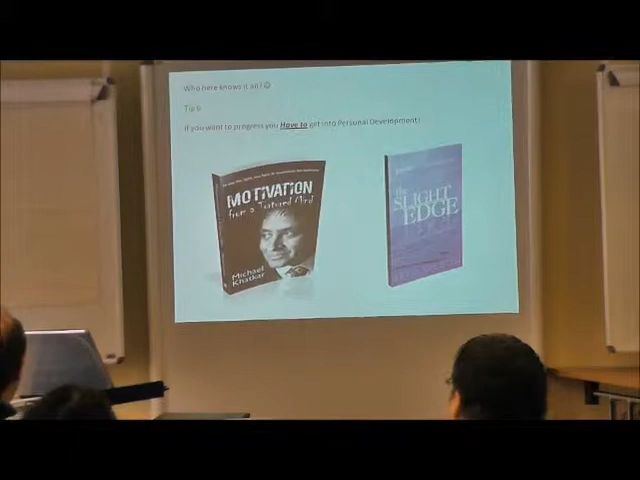 Who here knows it all?☺
Tip 6
If you want to progress you Have to get into Personal Development!
MOTIVATION
from a Tortured Mind
Michael
Khatkar
the
SLIGHT
EDGE